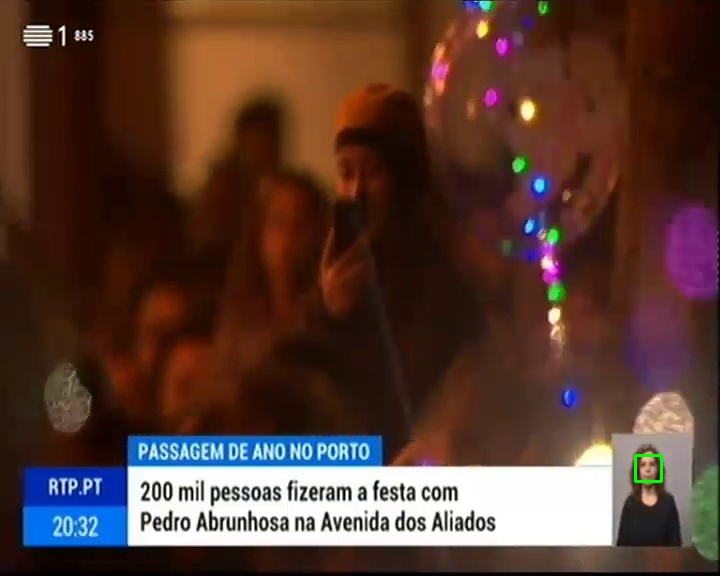 1 885
PASSAGEM DE ANO NO PORTO
RTP.PT
200 mil pessoas fizeram a festa com
20:32
Pedro Abrunhosa na Avenida dos Aliados